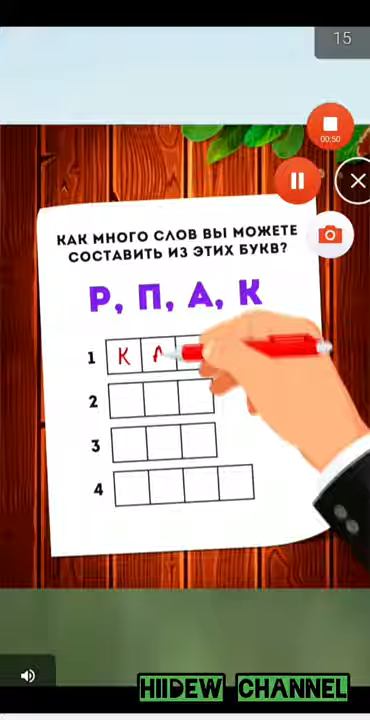 15
00:50
КАК МНОГО СЛОВ ВЫ МОЖЕТЕ
СОСТАВИТЬ ИЗ ЭТИХ БУКВ?
Р, П, А, К
1 К А
2
3
4
HIIDEW CHANNEL